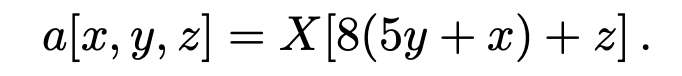 a[x, y, z] = X[8(5y + x) + z] .